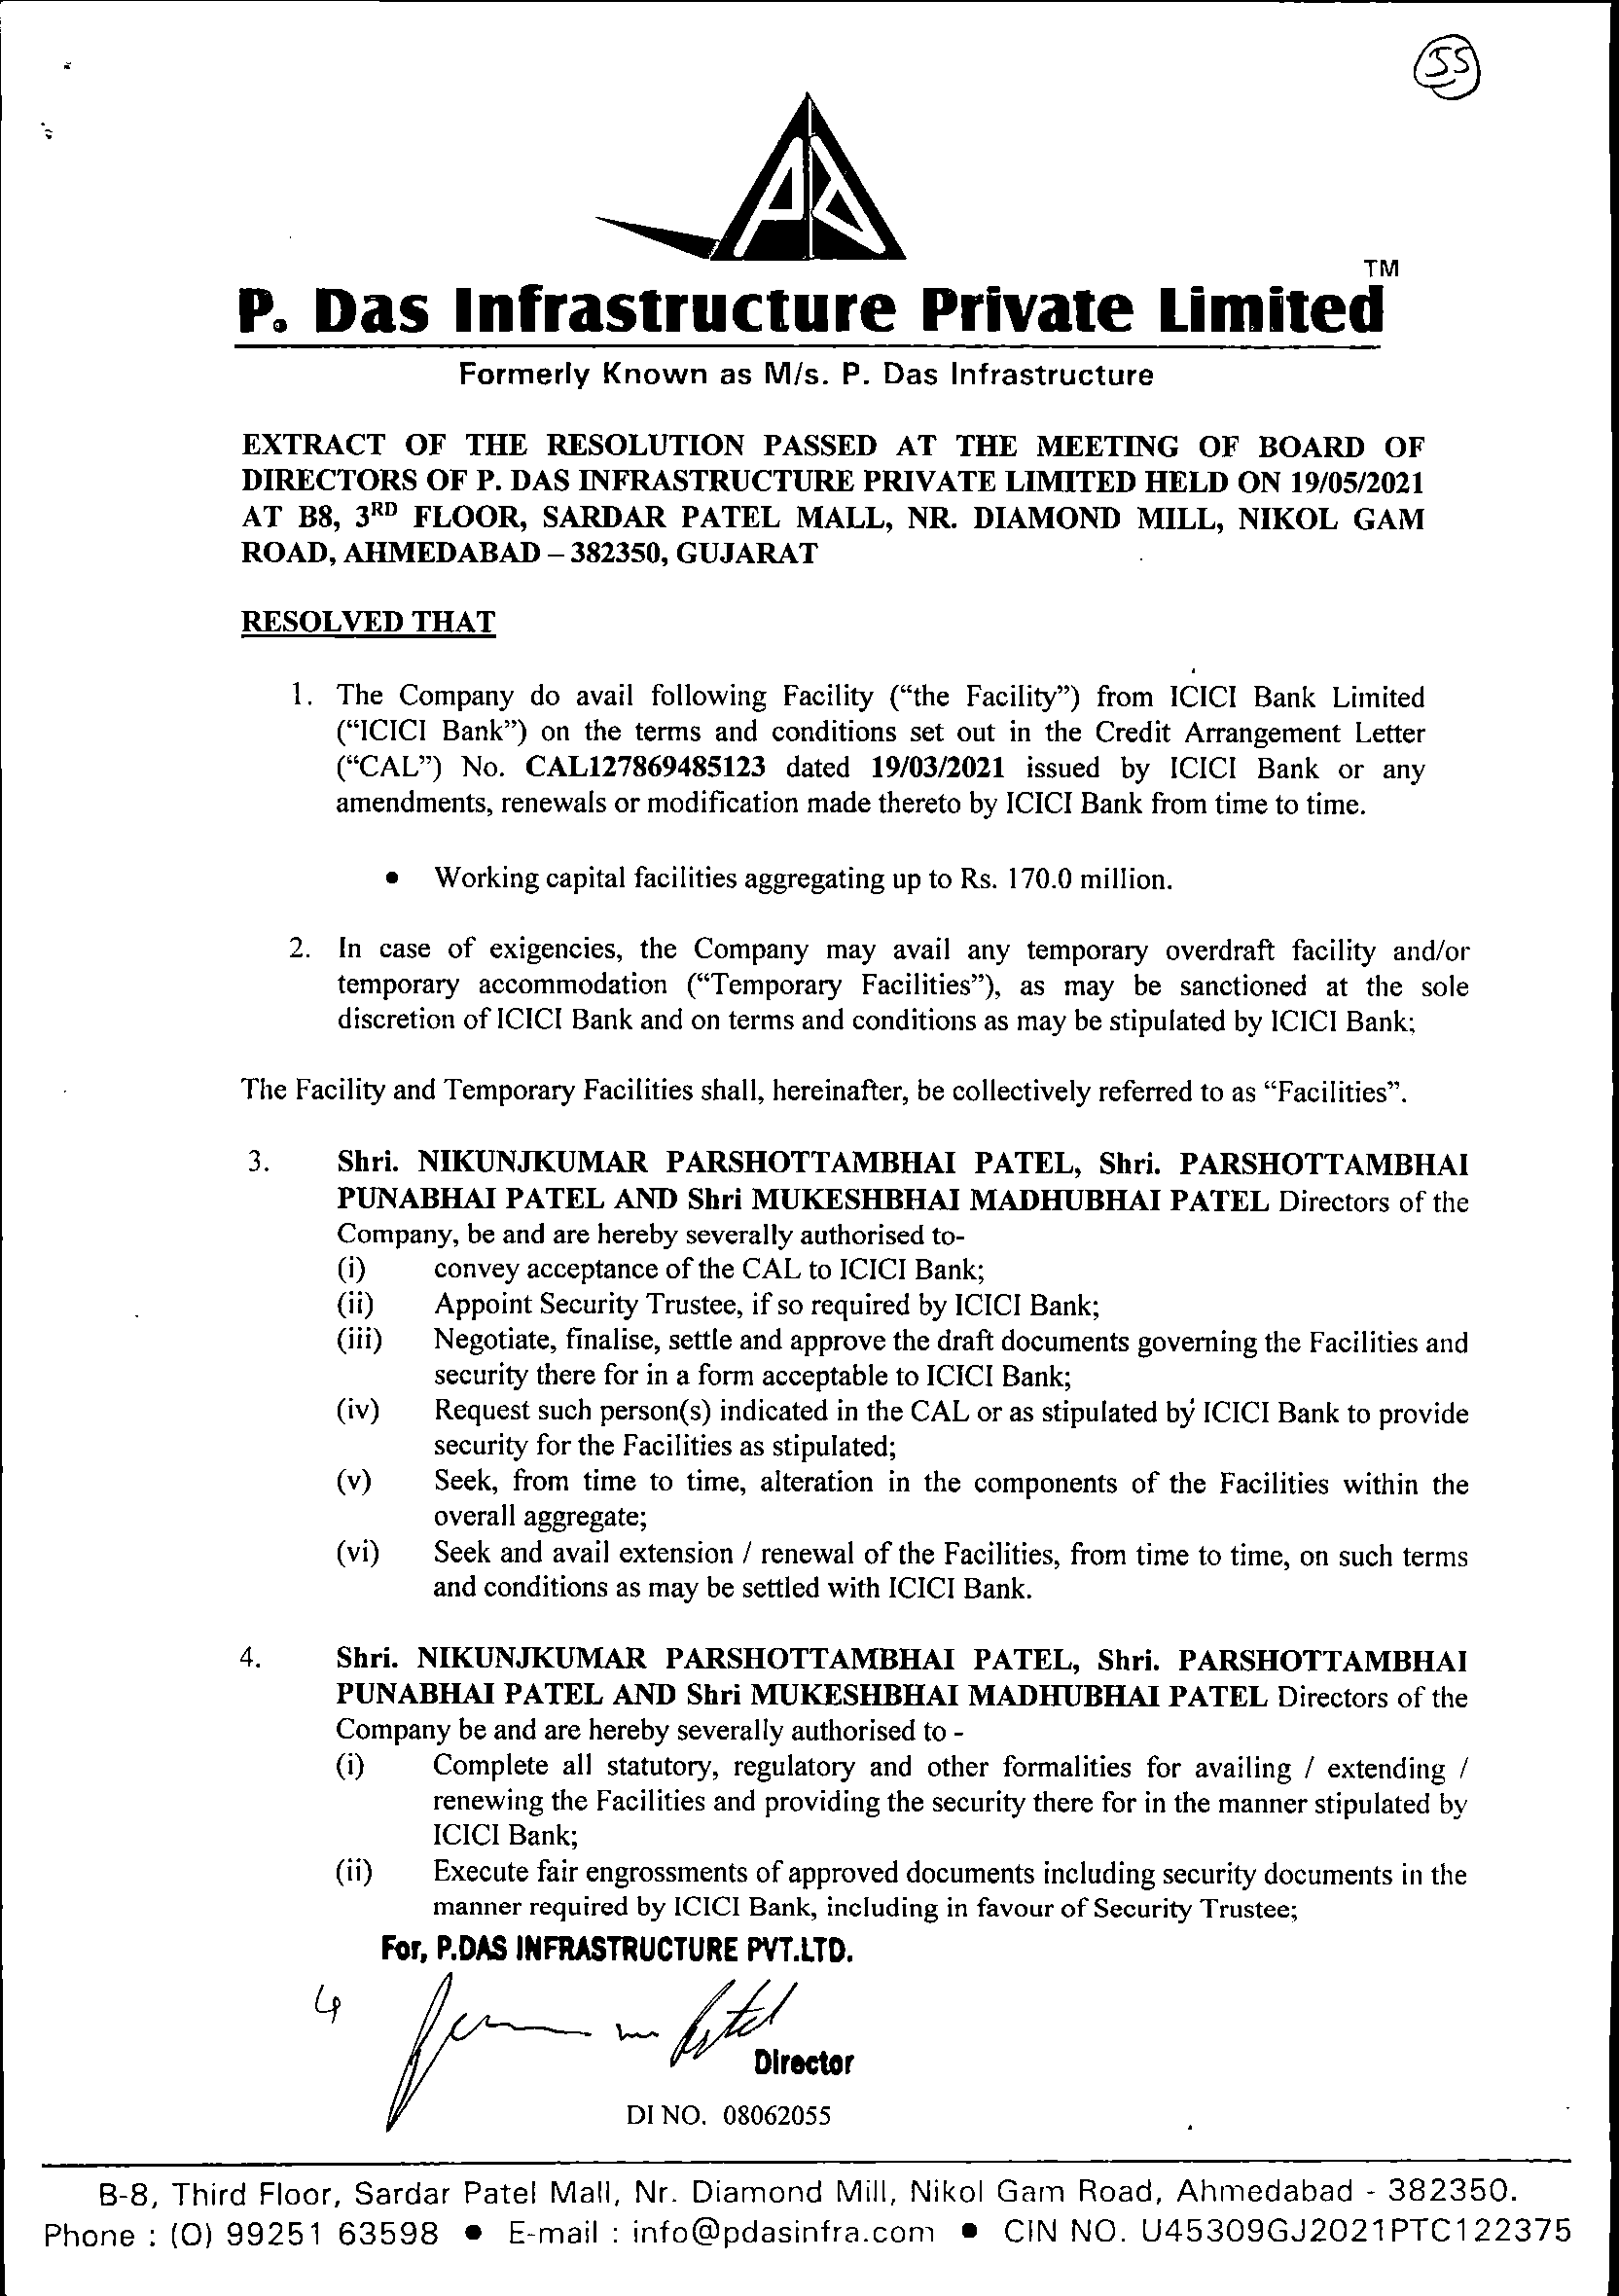 55
Pd
P. Das Infrastructure Private Limited TM
Formerly Known as M/s. P. Das Infrastructure
EXTRACT OF THE RESOLUTION PASSED AT THE MEETING OF BOARD OF
DIRECTORS OF P. DAS INFRASTRUCTURE PRIVATE LIMITED HELD ON 19/05/2021
AT B8, 3RD FLOOR, SARDAR PATEL MALL, NR. DIAMOND MILL, NIKOL GAM
ROAD, AHMEDABAD – 382350, GUJARAT
RESOLVED THAT
1. The Company do avail following Facility (“the Facility”) from ICICI Bank Limited
(“ICICI Bank”) on the terms and conditions set out in the Credit Arrangement Letter
(“CAL”) No. CAL127869485123 dated 19/03/2021 issued by ICICI Bank or any
amendments, renewals or modification made thereto by ICICI Bank from time to time.
• Working capital facilities aggregating up to Rs. 170.0 million.
2. In case of exigencies, the Company may avail any temporary overdraft facility and/or
temporary accommodation (“Temporary Facilities”), as may be sanctioned at the sole
discretion of ICICI Bank and on terms and conditions as may be stipulated by ICICI Bank;
The Facility and Temporary Facilities shall, hereinafter, be collectively referred to as “Facilities”.
3. Shri. NIKUNJKUMAR PARSHOTTAMBHAI PATEL, Shri. PARSHOTTAMBHAI
PUNABHAI PATEL AND Shri MUKESHBHAI MADHUBHAI PATEL Directors of the
Company, be and are hereby severally authorised to-
(i) convey acceptance of the CAL to ICICI Bank;
(ii) Appoint Security Trustee, if so required by ICICI Bank;
(iii) Negotiate, finalise, settle and approve the draft documents governing the Facilities and
security there for in a form acceptable to ICICI Bank;
(iv) Request such person(s) indicated in the CAL or as stipulated by ICICI Bank to provide
security for the Facilities as stipulated;
(v) Seek, from time to time, alteration in the components of the Facilities within the
overall aggregate;
(vi) Seek and avail extension / renewal of the Facilities, from time to time, on such terms
and conditions as may be settled with ICICI Bank.
4. Shri. NIKUNJKUMAR PARSHOTTAMBHAI PATEL, Shri. PARSHOTTAMBHAI
PUNABHAI PATEL AND Shri MUKESHBHAI MADHUBHAI PATEL Directors of the
Company be and are hereby severally authorised to -
(i) Complete all statutory, regulatory and other formalities for availing / extending /
renewing the Facilities and providing the security there for in the manner stipulated by
ICICI Bank;
(ii) Execute fair engrossments of approved documents including security documents in the
manner required by ICICI Bank, including in favour of Security Trustee;
For, P.DAS INFRASTRUCTURE PVT.LTD.
Director
DI NO. 08062055
B-8, Third Floor, Sardar Patel Mall, Nr. Diamond Mill, Nikol Gam Road, Ahmedabad - 382350.
Phone : (O) 99251 63598 • E-mail : info@pdasinfra.com • CIN NO. U45309GJ2021PTC122375